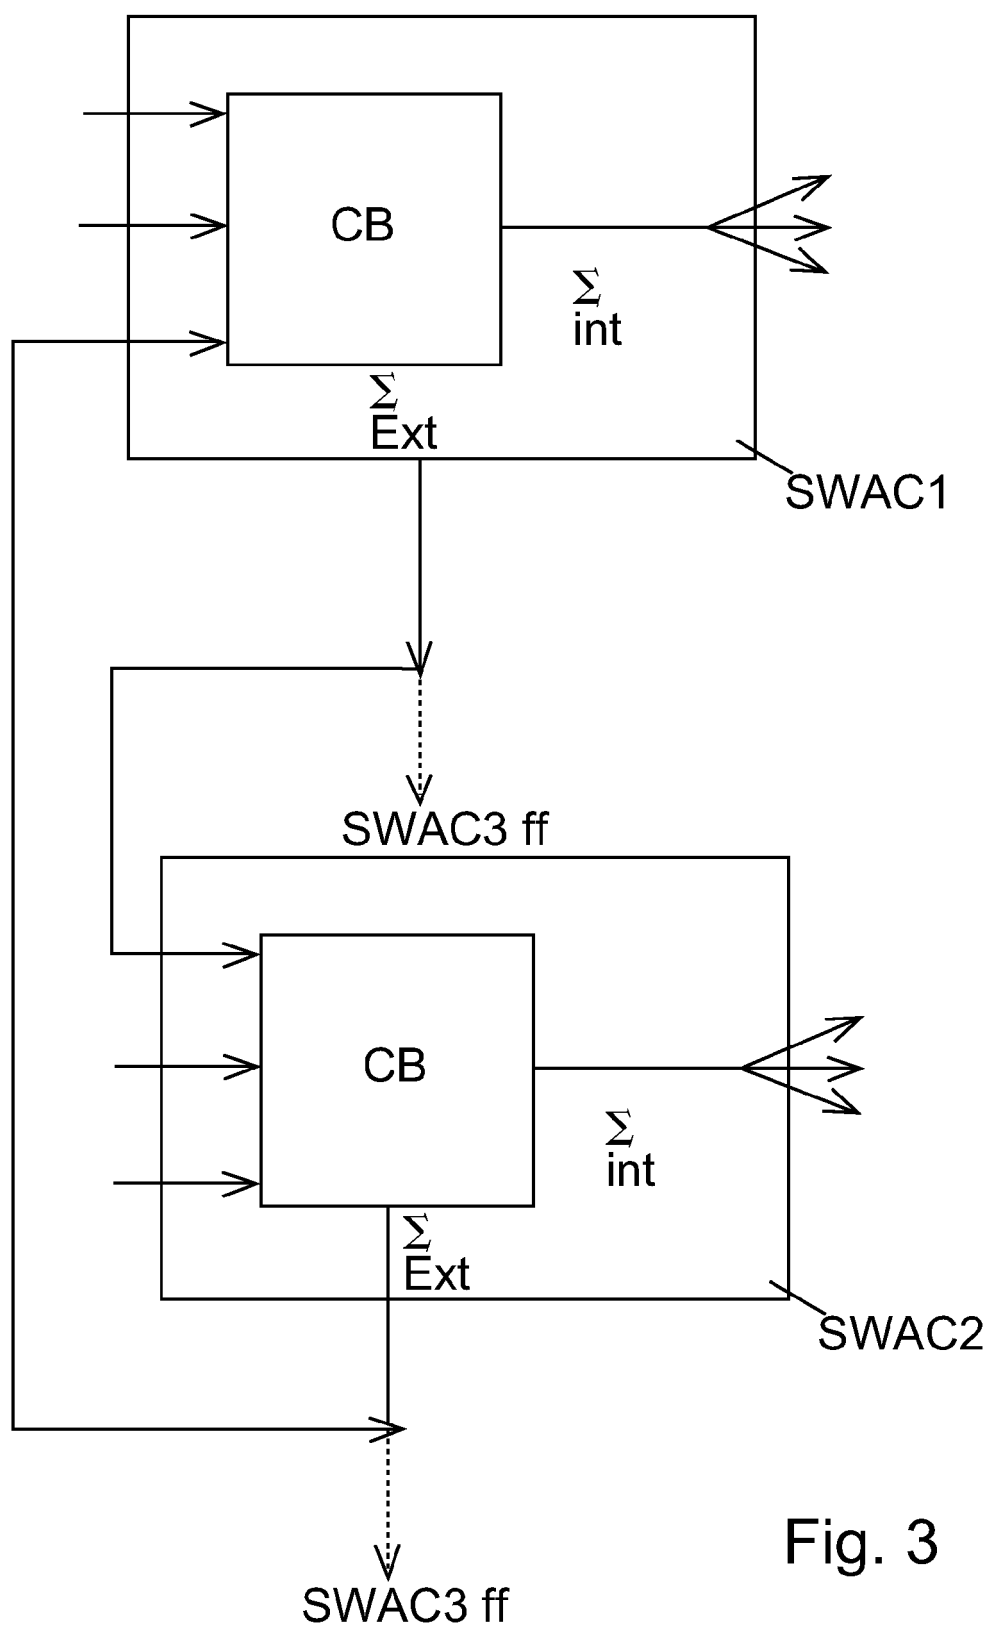 CB
Σ
int
Σ
Ext
SWAC1
SWAC3 ff
CB
Σ
int
Σ
Ext
SWAC2
Fig. 3
SWAC3 ff